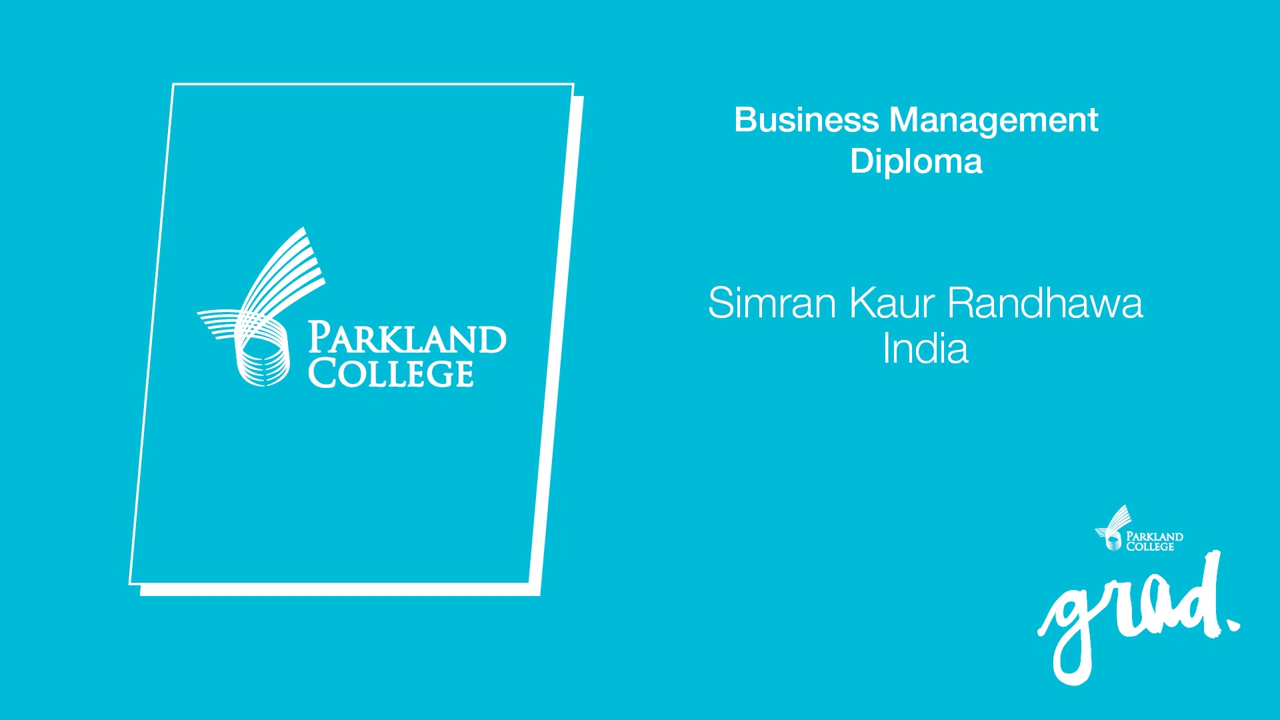 Business Management
Diploma
Simran Kaur Randhawa
India
PARKLAND
COLLEGE
PARKLAND
COLLEGE
grad.